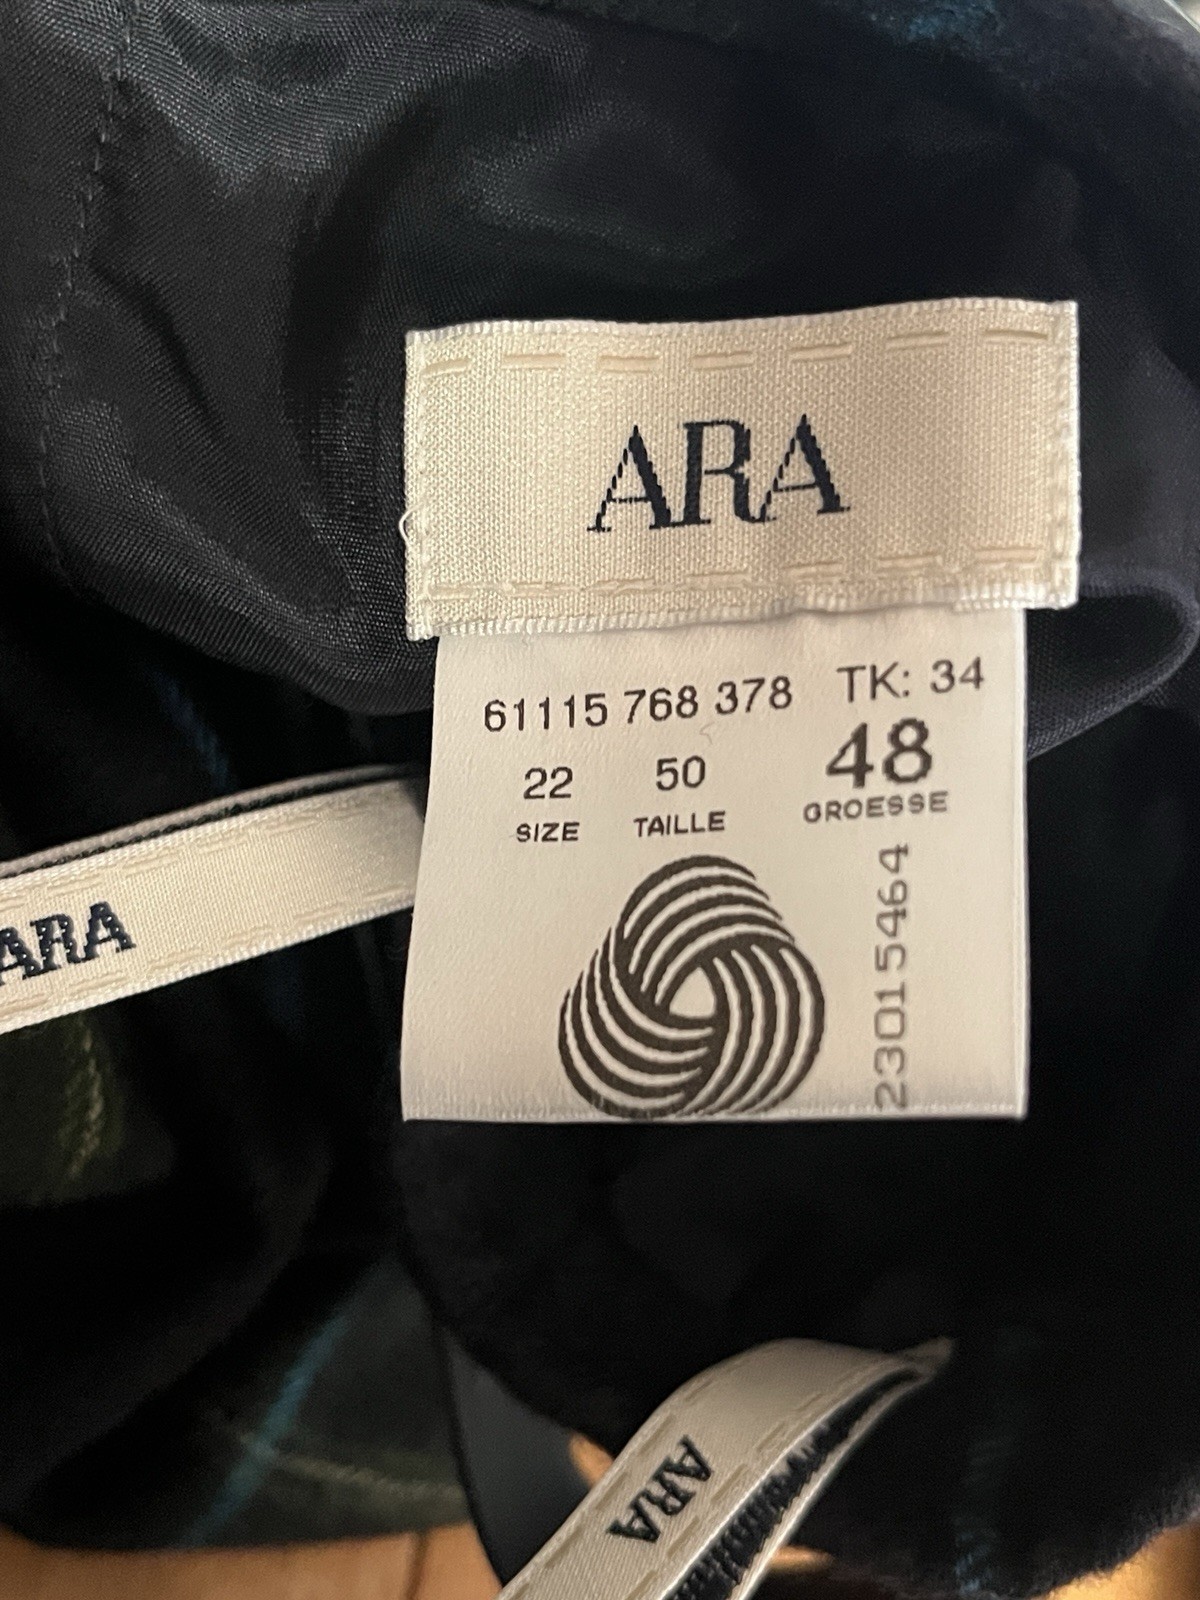 ARA
61115 768 378 TK: 34
22 50 48
SIZE TAILLE GROESSE
23015464
ARA
ARA